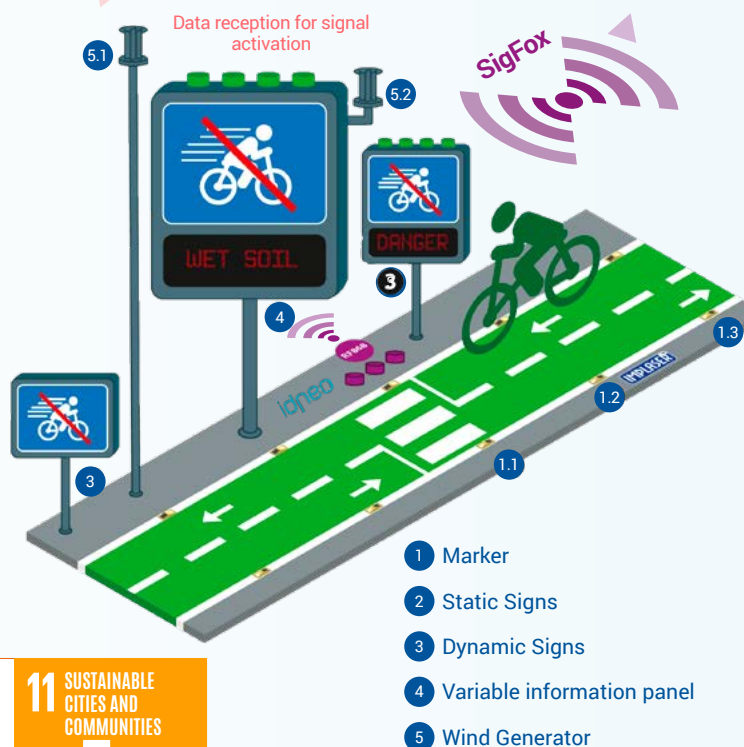 Data reception for signal
activation
5.1
5.2
SigFox
WET SOIL
DANGER
3
4
RF868
idneo
IMPLASER
1.3
1.2
1.1
3
1 Marker
2 Static Signs
3 Dynamic Signs
4 Variable information panel
5 Wind Generator
11 SUSTAINABLE
CITIES AND
COMMUNITIES